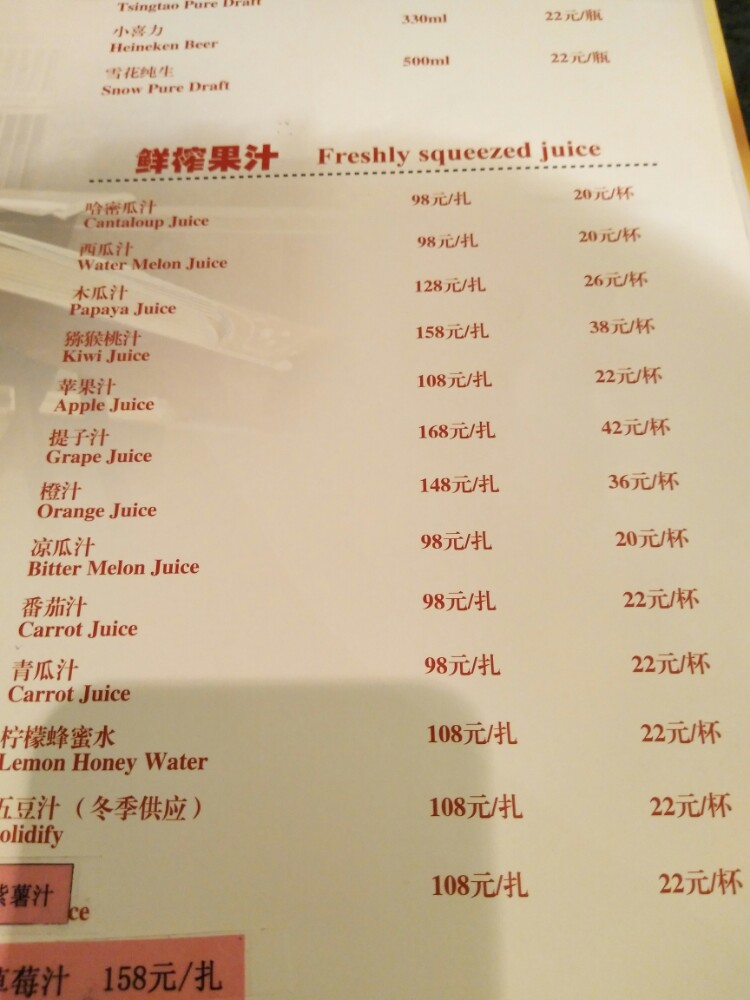 Tsingtao Pure Draft 330ml 22元/瓶
小喜力
Heineken Beer
雪花纯生 500ml 22元/瓶
Snow Pure Draft
鲜榨果汁 Freshly squeezed juice
哈密瓜汁 98元/扎 20元/杯
Cantaloup Juice
西瓜汁 98元/扎 20元/杯
Water Melon Juice
木瓜汁 128元/扎 26元/杯
Papaya Juice
猕猴桃汁 158元/扎 38元/杯
Kiwi Juice
苹果汁 108元/扎 22元/杯
Apple Juice
提子汁 168元/扎 42元/杯
Grape Juice
橙汁 148元/扎 36元/杯
Orange Juice
凉瓜汁 98元/扎 20元/杯
Bitter Melon Juice
番茄汁 98元/扎 22元/杯
Carrot Juice
青瓜汁 98元/扎 22元/杯
Carrot Juice
柠檬蜂蜜水 108元/扎 22元/杯
Lemon Honey Water
五豆汁（冬季供应） 108元/扎 22元/杯
olidify
紫薯汁 108元/扎 22元/杯
ce
草莓汁 158元/扎